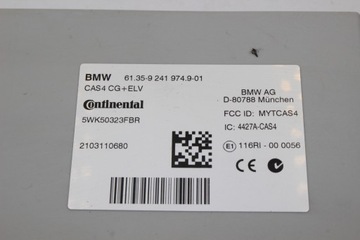 BMW 61.35-9 241 974.9-01
CAS4 CG+ELV
Continental
5WK50323FBR
2103110680
BMW AG
D-80788 München
FCC ID: MYTCAS4
IC: 4427A-CAS4
E1 116RI - 00 0056
CE